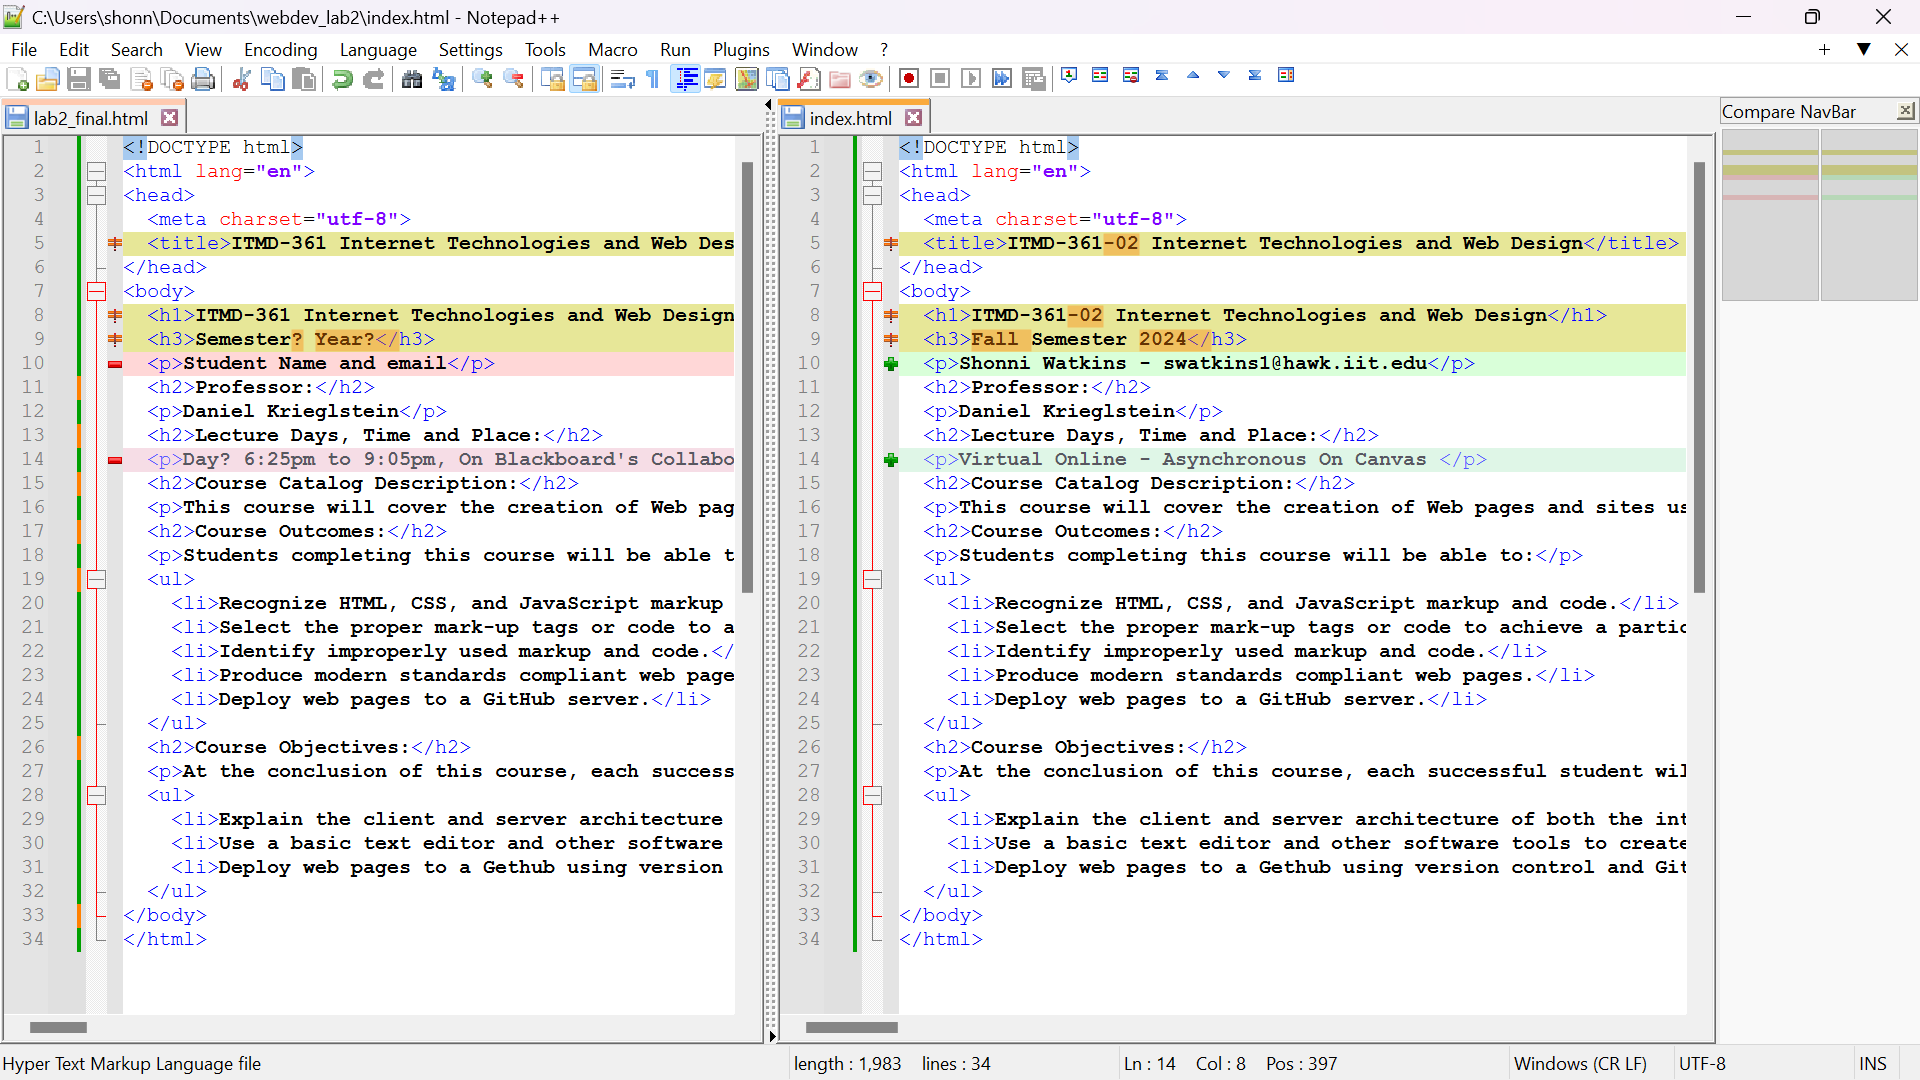 C:\Users\shonn\Documents\webdev_lab2\index.html - Notepad++
File Edit Search View Encoding Language Settings Tools Macro Run Plugins Window ?
lab2_final.html
1 <!DOCTYPE html>
2 <html lang="en">
3 <head>
4 <meta charset="utf-8">
5 <title>ITMD-361 Internet Technologies and Web Des
6 </head>
7 <body>
8 <h1>ITMD-361 Internet Technologies and Web Design
9 <h3>Semester? Year?</h3>
10 <p>Student Name and email</p>
11 <h2>Professor:</h2>
12 <p>Daniel Krieglstein</p>
13 <h2>Lecture Days, Time and Place:</h2>
14 <p>Day? 6:25pm to 9:05pm, On Blackboard's Collabo
15 <h2>Course Catalog Description:</h2>
16 <p>This course will cover the creation of Web pag
17 <h2>Course Outcomes:</h2>
18 <p>Students completing this course will be able t
19 <ul>
20 <li>Recognize HTML, CSS, and JavaScript markup
21 <li>Select the proper mark-up tags or code to a
22 <li>Identify improperly used markup and code.</
23 <li>Produce modern standards compliant web page
24 <li>Deploy web pages to a GitHub server.</li>
25 </ul>
26 <h2>Course Objectives:</h2>
27 <p>At the conclusion of this course, each success
28 <ul>
29 <li>Explain the client and server architecture
30 <li>Use a basic text editor and other software
31 <li>Deploy web pages to a Gethub using version
32 </ul>
33 </body>
34 </html>
index.html
1 <!DOCTYPE html>
2 <html lang="en">
3 <head>
4 <meta charset="utf-8">
5 <title>ITMD-361-02 Internet Technologies and Web Design</title>
6 </head>
7 <body>
8 <h1>ITMD-361-02 Internet Technologies and Web Design</h1>
9 <h3>Fall Semester 2024</h3>
10 <p>Shonni Watkins - swatkins1@hawk.iit.edu</p>
11 <h2>Professor:</h2>
12 <p>Daniel Krieglstein</p>
13 <h2>Lecture Days, Time and Place:</h2>
14 <p>Virtual Online - Asynchronous On Canvas </p>
15 <h2>Course Catalog Description:</h2>
16 <p>This course will cover the creation of Web pages and sites us
17 <h2>Course Outcomes:</h2>
18 <p>Students completing this course will be able to:</p>
19 <ul>
20 <li>Recognize HTML, CSS, and JavaScript markup and code.</li>
21 <li>Select the proper mark-up tags or code to achieve a partic
22 <li>Identify improperly used markup and code.</li>
23 <li>Produce modern standards compliant web pages.</li>
24 <li>Deploy web pages to a GitHub server.</li>
25 </ul>
26 <h2>Course Objectives:</h2>
27 <p>At the conclusion of this course, each successful student wil
28 <ul>
29 <li>Explain the client and server architecture of both the int
30 <li>Use a basic text editor and other software tools to create
31 <li>Deploy web pages to a Gethub using version control and Git
32 </ul>
33 </body>
34 </html>
Compare NavBar
Hyper Text Markup Language file length : 1,983 lines : 34 Ln : 14 Col : 8 Pos : 397 Windows (CR LF) UTF-8 INS